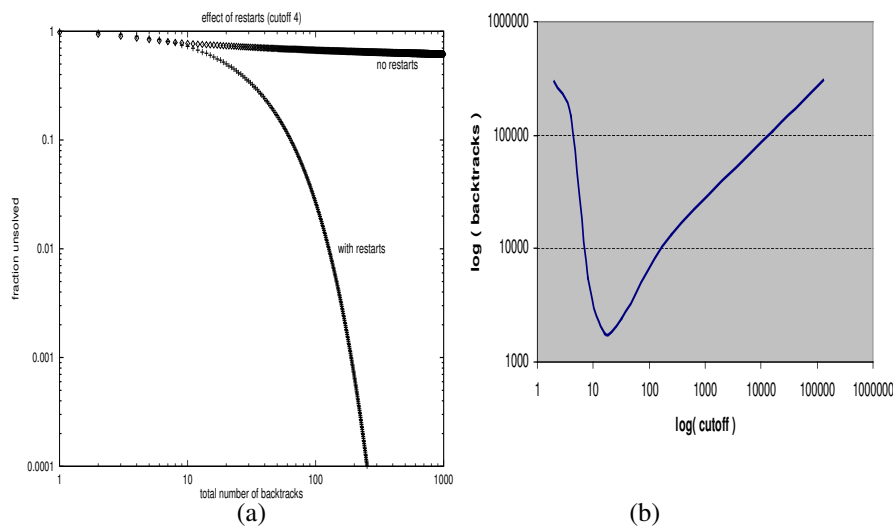 effect of restarts (cutoff 4)
1
0.1
0.01
0.001
0.0001
fraction unsolved
no restarts
with restarts
1
10
100
1000
total number of backtracks
(a)
1000000
100000
10000
1000
log ( backtracks )
1
10
100
1000
10000
100000
1000000
log( cutoff )
(b)